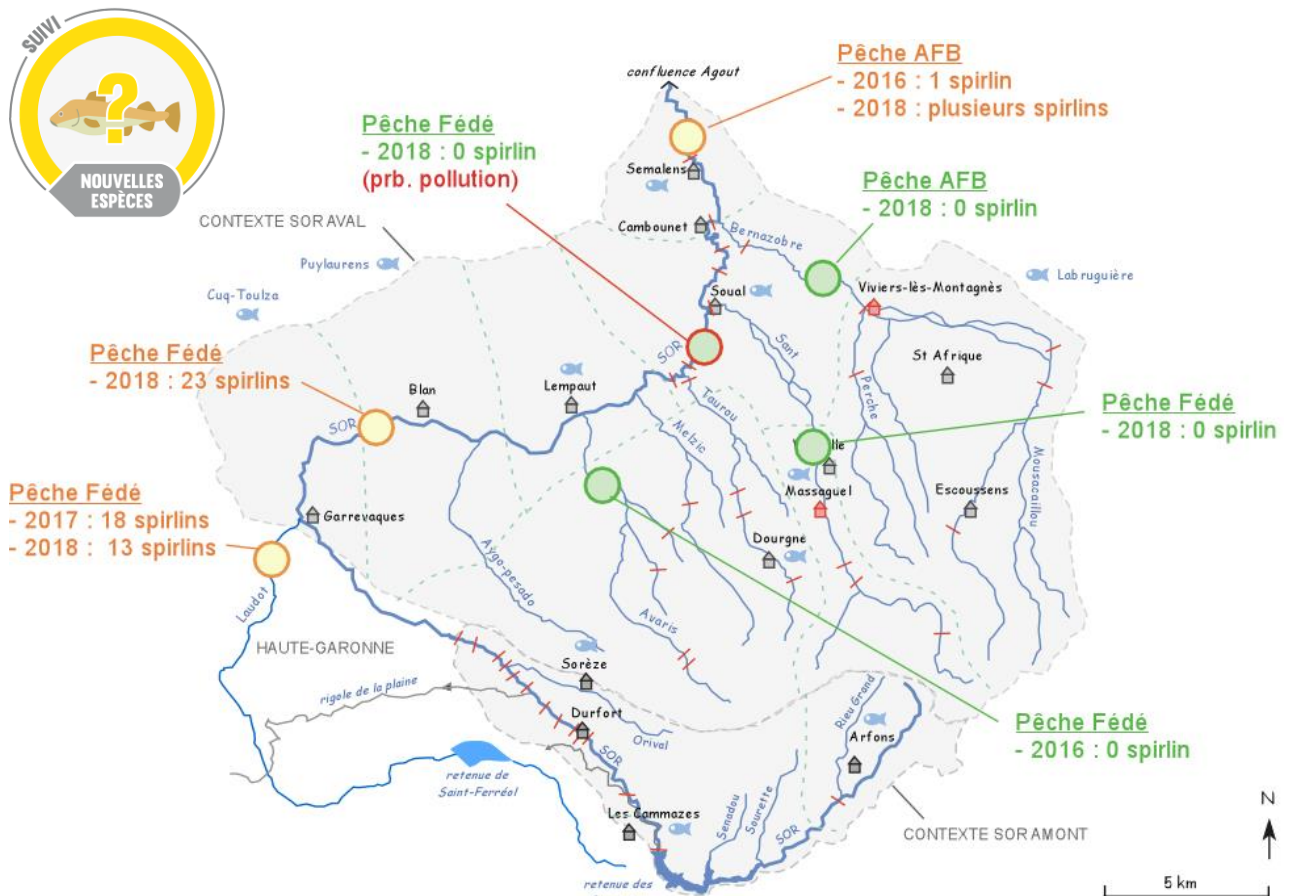 SUIVI
NOUVELLES
ESPÈCES
Pêche AFB
- 2016 : 1 spirlin
- 2018 : plusieurs spirlins
confluence Agout
Pêche Fédé
- 2018 : 0 spirlin
(prb. pollution)
Semalens
Pêche AFB
- 2018 : 0 spirlin
CONTEXTE SOR AVAL
Cambounet
Bernazobre
Puylaurens
Labruguière
Cuq-Toulza
Soual
Viviers-lès-Montagnès
Pêche Fédé
- 2018 : 23 spirlins
SOR
Sant
St Afrique
Blan
Lempaut
Perche
Taurou
Pêche Fédé
- 2018 : 0 spirlin
SOR
Melzic
Mousacaillou
Pêche Fédé
- 2017 : 18 spirlins
- 2018 : 13 spirlins
Massaguel
Escoussens
Garrevaques
Dourgne
Aygo-pesado
Laudot
Avaris
HAUTE-GARONNE
Sorèze
rigole de la plaine
Durfort
Orival
Rieu Grand
Pêche Fédé
- 2016 : 0 spirlin
Arfons
SOR
retenue de
Saint-Ferréol
Les Cammazes
Senadou
Sourette
SOR
CONTEXTE SOR AMONT
N
retenue des
5 km